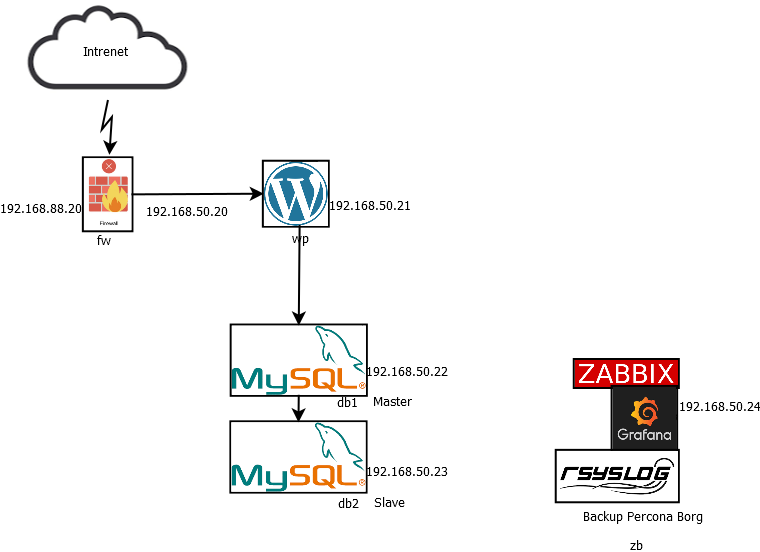 Intrenet
Firewall
192.168.88.20
192.168.50.20
fw
192.168.50.21
wp
MySQL®
192.168.50.22
db1 Master
MySQL®
192.168.50.23
db2 Slave
ZABBIX
Grafana
192.168.50.24
rsyslog
Backup Percona Borg
zb